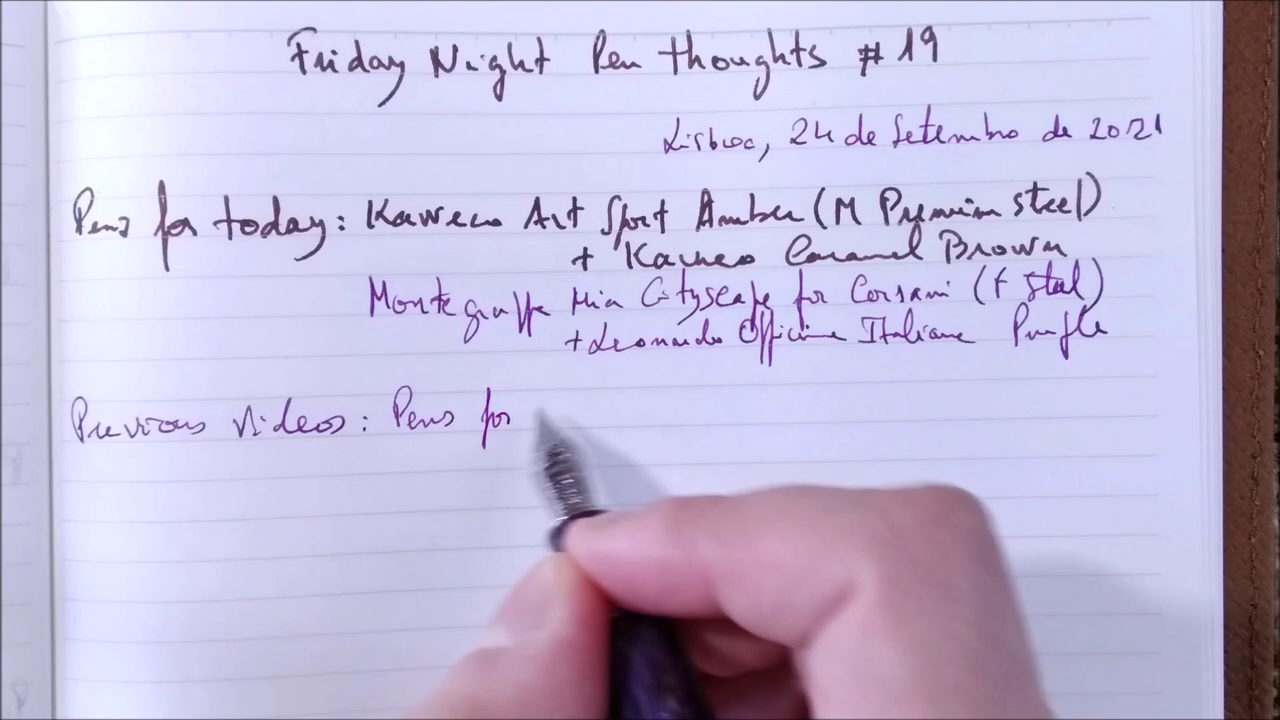 Friday Night Pen thoughts #19
Lisboa, 24 de Setembro de 2021
Pens for today: Kaweco Art Sport Amber (M Premium steel)
+ Kaweco Caramel Brown
Montegrappa Mia Cityscape for Corsani (F steel)
+ Leonardo Officina Italiana Purple
Previous videos: Pens for